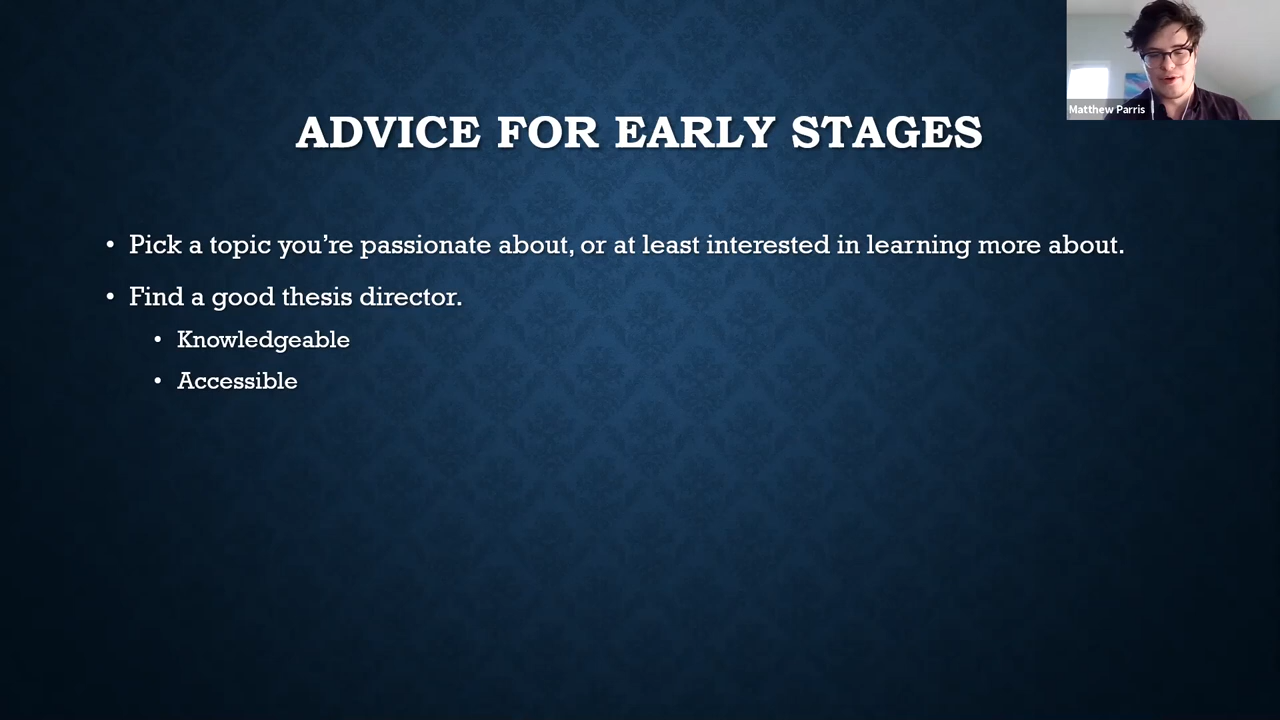 Matthew Parris
ADVICE FOR EARLY STAGES
• Pick a topic you’re passionate about, or at least interested in learning more about.
• Find a good thesis director.
• Knowledgeable
• Accessible